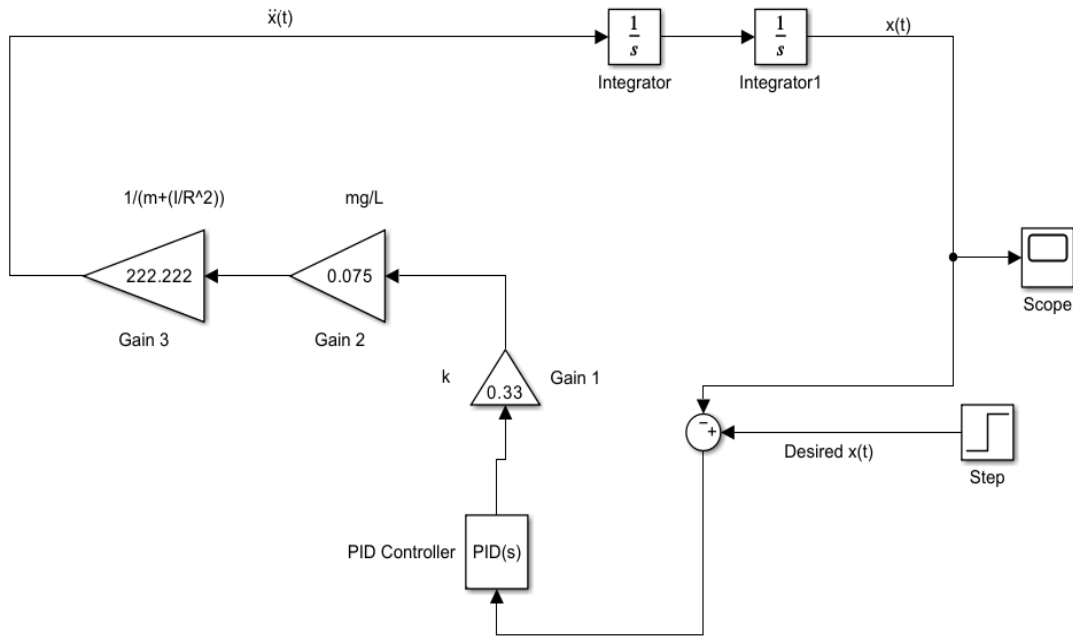 ẍ(t)
1
s
Integrator
1
s
Integrator1
x(t)
1/(m+(I/R^2))
mg/L
222.222
0.075
Gain 3
Gain 2
k
0.33
Gain 1
Scope
−
+
Desired x(t)
Step
PID Controller
PID(s)